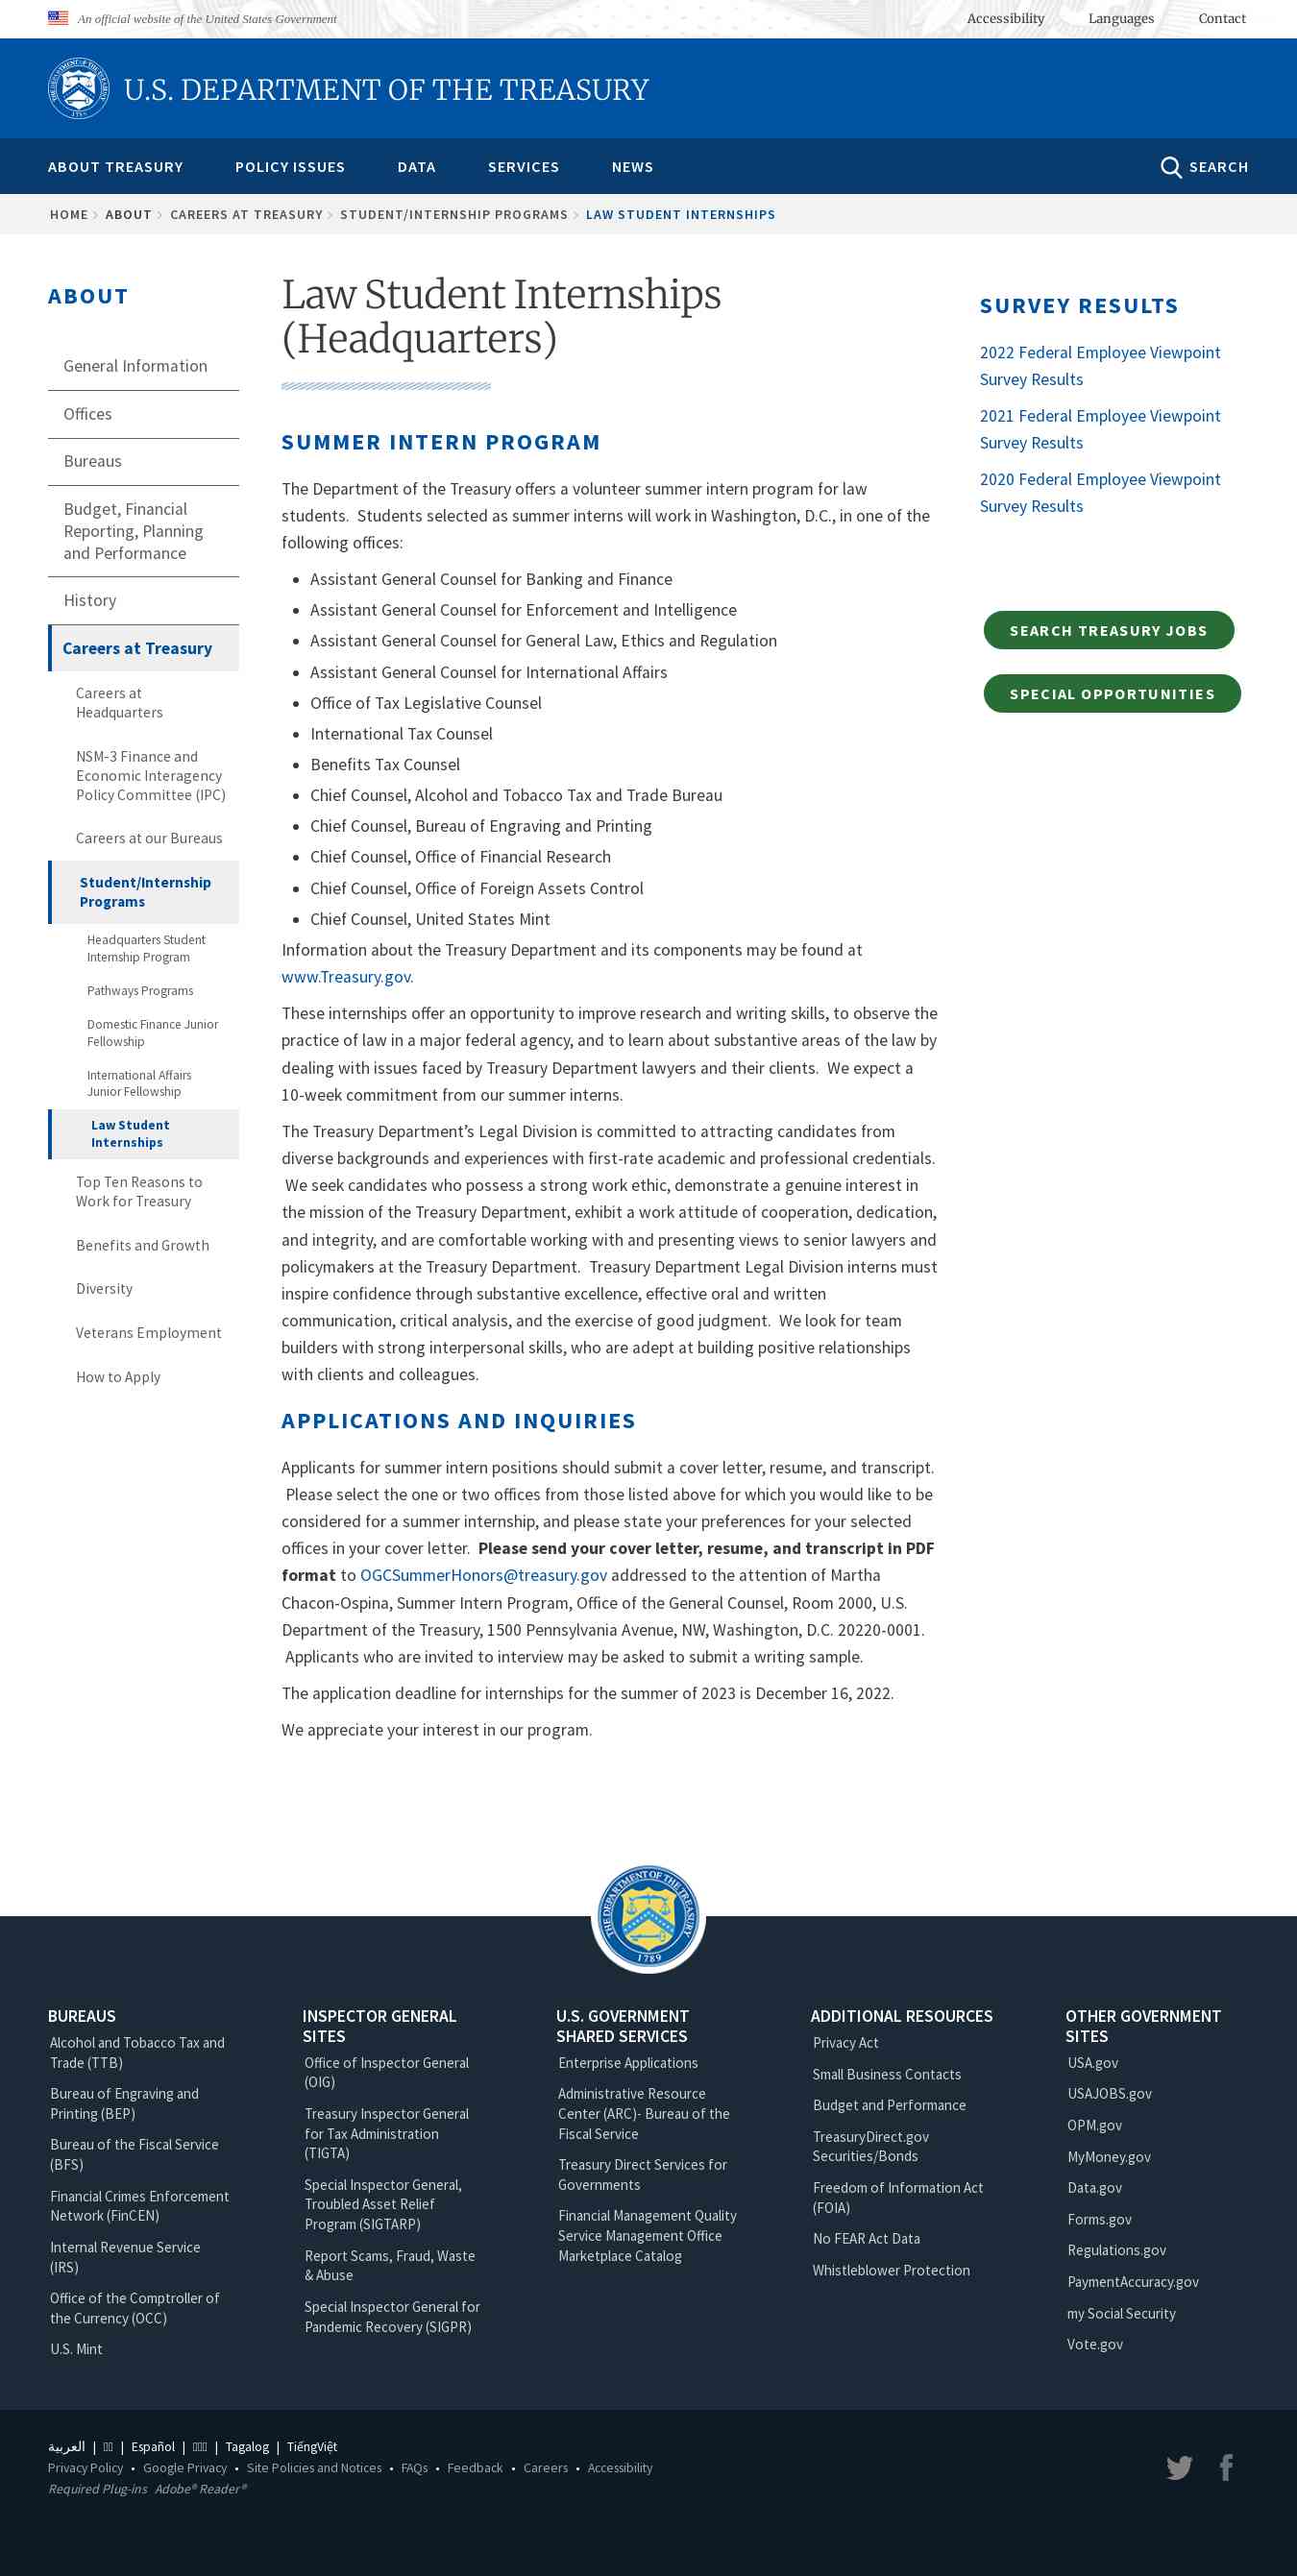 An official website of the United States Government
Accessibility Languages Contact
U.S. DEPARTMENT OF THE TREASURY
ABOUT TREASURY POLICY ISSUES DATA SERVICES NEWS SEARCH
HOME ABOUT CAREERS AT TREASURY STUDENT/INTERNSHIP PROGRAMS LAW STUDENT INTERNSHIPS
ABOUT
General Information
Offices
Bureaus
Budget, Financial
Reporting, Planning
and Performance
History
Careers at Treasury
Careers at
Headquarters
NSM-3 Finance and
Economic Interagency
Policy Committee (IPC)
Careers at our Bureaus
Student/Internship
Programs
Headquarters Student
Internship Program
Pathways Programs
Domestic Finance Junior
Fellowship
International Affairs
Junior Fellowship
Law Student
Internships
Top Ten Reasons to
Work for Treasury
Benefits and Growth
Diversity
Veterans Employment
How to Apply
Law Student Internships
(Headquarters)
SUMMER INTERN PROGRAM
The Department of the Treasury offers a volunteer summer intern program for law
students.  Students selected as summer interns will work in Washington, D.C., in one of the
following offices:
• Assistant General Counsel for Banking and Finance
• Assistant General Counsel for Enforcement and Intelligence
• Assistant General Counsel for General Law, Ethics and Regulation
• Assistant General Counsel for International Affairs
• Office of Tax Legislative Counsel
• International Tax Counsel
• Benefits Tax Counsel
• Chief Counsel, Alcohol and Tobacco Tax and Trade Bureau
• Chief Counsel, Bureau of Engraving and Printing
• Chief Counsel, Office of Financial Research
• Chief Counsel, Office of Foreign Assets Control
• Chief Counsel, United States Mint
Information about the Treasury Department and its components may be found at
www.Treasury.gov.
These internships offer an opportunity to improve research and writing skills, to observe the
practice of law in a major federal agency, and to learn about substantive areas of the law by
dealing with issues faced by Treasury Department lawyers and their clients.  We expect a
10-week commitment from our summer interns.
The Treasury Department’s Legal Division is committed to attracting candidates from
diverse backgrounds and experiences with first-rate academic and professional credentials.
We seek candidates who possess a strong work ethic, demonstrate a genuine interest in
the mission of the Treasury Department, exhibit a work attitude of cooperation, dedication,
and integrity, and are comfortable working with and presenting views to senior lawyers and
policymakers at the Treasury Department.  Treasury Department Legal Division interns must
inspire confidence through substantive excellence, effective oral and written
communication, critical analysis, and the exercise of good judgment.  We look for team
builders with strong interpersonal skills, who are adept at building positive relationships
with clients and colleagues.
APPLICATIONS AND INQUIRIES
Applicants for summer intern positions should submit a cover letter, resume, and transcript.
Please select the one or two offices from those listed above for which you would like to be
considered for a summer internship, and please state your preferences for your selected
offices in your cover letter.  Please send your cover letter, resume, and transcript in PDF
format to OGCSummerHonors@treasury.gov addressed to the attention of Martha
Chacon-Ospina, Summer Intern Program, Office of the General Counsel, Room 2000, U.S.
Department of the Treasury, 1500 Pennsylvania Avenue, NW, Washington, D.C. 20220-0001.
Applicants who are invited to interview may be asked to submit a writing sample.
The application deadline for internships for the summer of 2023 is December 16, 2022.
We appreciate your interest in our program.
SURVEY RESULTS
2022 Federal Employee Viewpoint
Survey Results
2021 Federal Employee Viewpoint
Survey Results
2020 Federal Employee Viewpoint
Survey Results
SEARCH TREASURY JOBS
SPECIAL OPPORTUNITIES
THE DEPARTMENT OF THE TREASURY
1789
BUREAUS
Alcohol and Tobacco Tax and
Trade (TTB)
Bureau of Engraving and
Printing (BEP)
Bureau of the Fiscal Service
(BFS)
Financial Crimes Enforcement
Network (FinCEN)
Internal Revenue Service
(IRS)
Office of the Comptroller of
the Currency (OCC)
U.S. Mint
INSPECTOR GENERAL
SITES
Office of Inspector General
(OIG)
Treasury Inspector General
for Tax Administration
(TIGTA)
Special Inspector General,
Troubled Asset Relief
Program (SIGTARP)
Report Scams, Fraud, Waste
& Abuse
Special Inspector General for
Pandemic Recovery (SIGPR)
U.S. GOVERNMENT
SHARED SERVICES
Enterprise Applications
Administrative Resource
Center (ARC)- Bureau of the
Fiscal Service
Treasury Direct Services for
Governments
Financial Management Quality
Service Management Office
Marketplace Catalog
ADDITIONAL RESOURCES
Privacy Act
Small Business Contacts
Budget and Performance
TreasuryDirect.gov
Securities/Bonds
Freedom of Information Act
(FOIA)
No FEAR Act Data
Whistleblower Protection
OTHER GOVERNMENT
SITES
USA.gov
USAJOBS.gov
OPM.gov
MyMoney.gov
Data.gov
Forms.gov
Regulations.gov
PaymentAccuracy.gov
my Social Security
Vote.gov
العربية | | Español | | Tagalog | TiếngViệt
Privacy Policy • Google Privacy • Site Policies and Notices • FAQs • Feedback • Careers • Accessibility
Required Plug-ins Adobe® Reader®